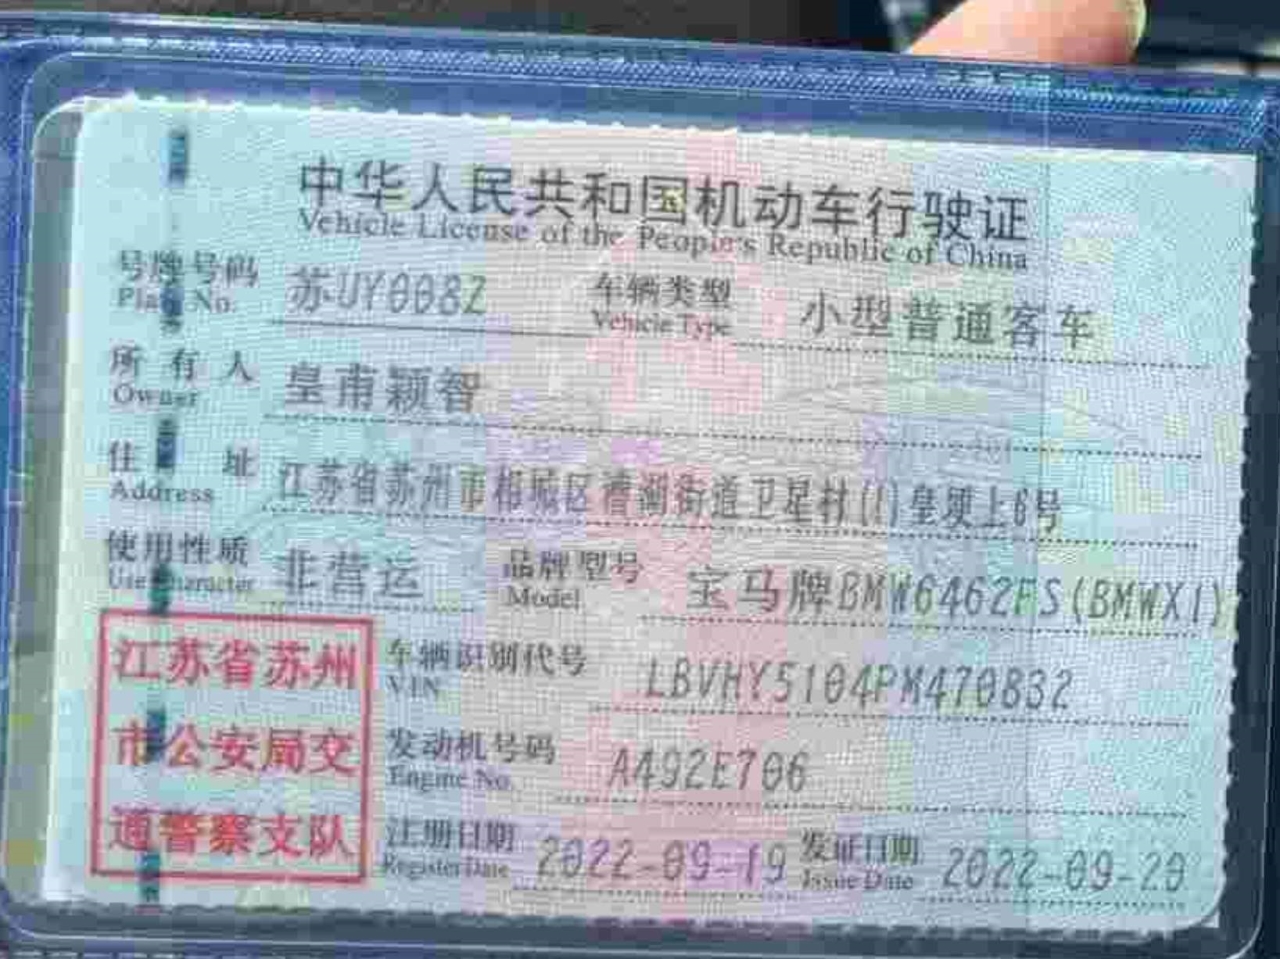 中华人民共和国机动车行驶证
Vehicle License of the People's Republic of China
号牌号码 苏UY0082 车辆类型 小型普通客车
Plate No. Vehicle Type
所有人 皇甫颖智
Owner
住址 江苏省苏州市相城区漕湖街道卫星村(1)皇坝上6号
Address
使用性质 非营运 品牌型号 宝马牌BMW6462FS(BMWX1)
Use Character Model
江苏省苏州 车辆识别代号 LBVHY5104PM470832
VIN
市公安局交 发动机号码 A492E706
Engine No.
通警察支队 注册日期 2022-09-19 发证日期 2022-09-20
Register Date Issue Date